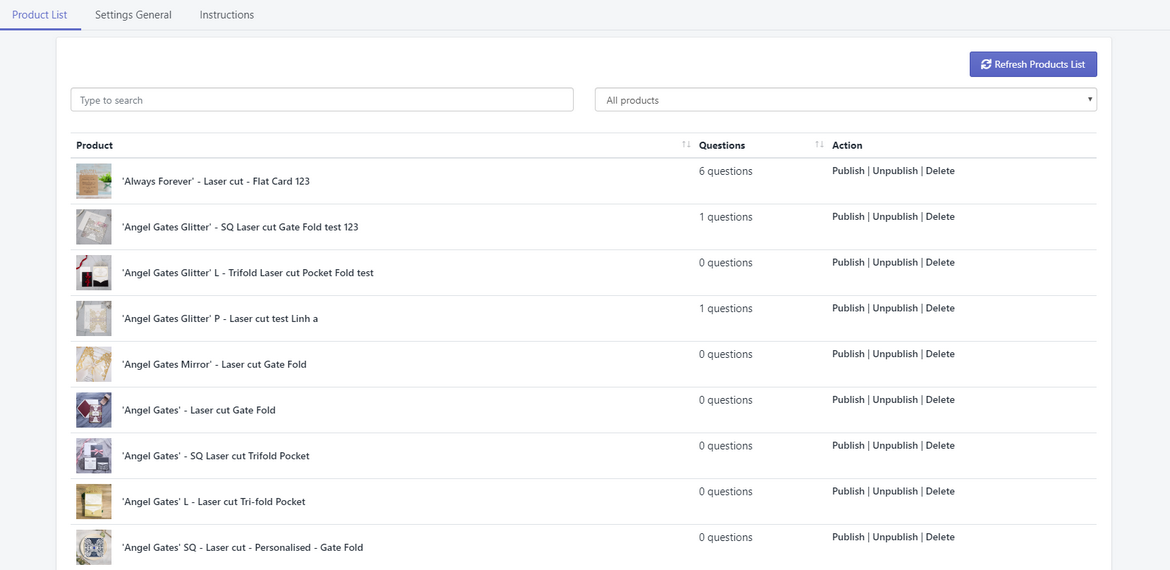 Product List Settings General Instructions
Refresh Products List
Type to search All products
Product Questions Action
'Always Forever' - Laser cut - Flat Card 123 6 questions Publish | Unpublish | Delete
'Angel Gates Glitter' - SQ Laser cut Gate Fold test 123 1 questions Publish | Unpublish | Delete
'Angel Gates Glitter' L - Trifold Laser cut Pocket Fold test 0 questions Publish | Unpublish | Delete
'Angel Gates Glitter' P - Laser cut test Linh a 1 questions Publish | Unpublish | Delete
'Angel Gates Mirror' - Laser cut Gate Fold 0 questions Publish | Unpublish | Delete
'Angel Gates' - Laser cut Gate Fold 0 questions Publish | Unpublish | Delete
'Angel Gates' - SQ Laser cut Trifold Pocket 0 questions Publish | Unpublish | Delete
'Angel Gates' L - Laser cut Tri-fold Pocket 0 questions Publish | Unpublish | Delete
'Angel Gates' SQ - Laser cut - Personalised - Gate Fold 0 questions Publish | Unpublish | Delete